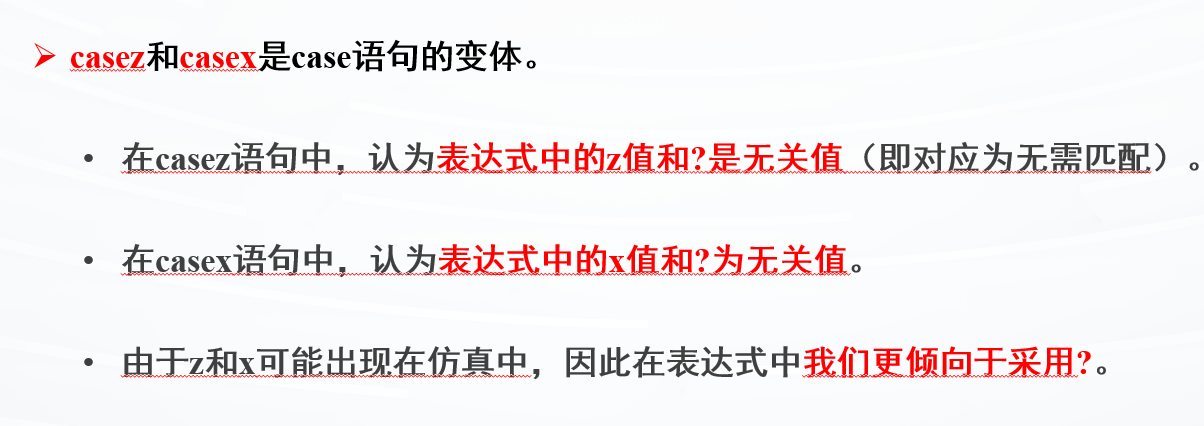 ➢ casez和casex是case语句的变体。
• 在casez语句中，认为表达式中的z值和?是无关值（即对应为无需匹配）。
• 在casex语句中，认为表达式中的x值和?为无关值。
• 由于z和x可能出现在仿真中，因此在表达式中我们更倾向于采用?。